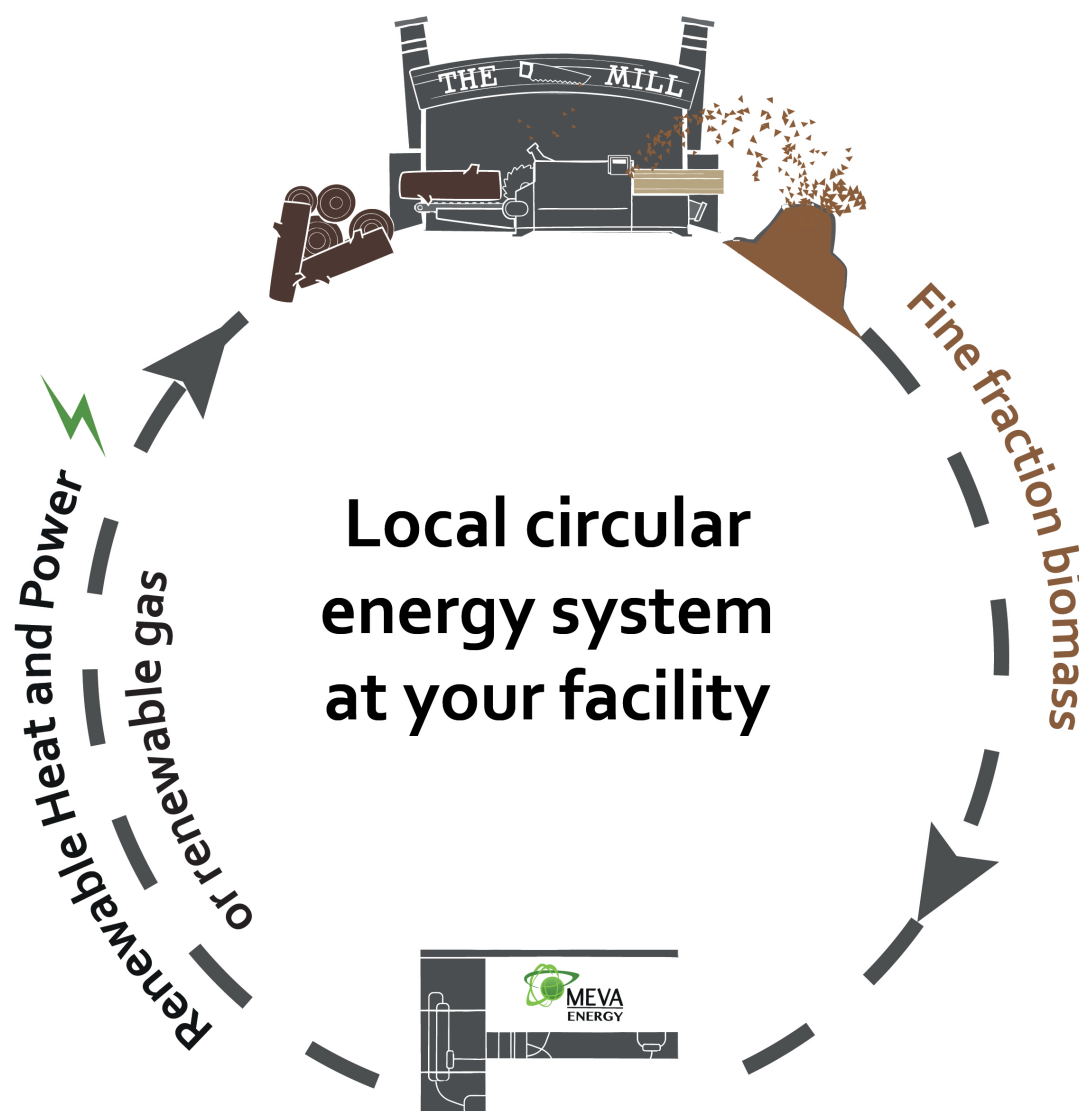 THE MILL
Fine fraction biomass
Local circular
energy system
at your facility
Renewable Heat and Power
or renewable gas
MEVA
ENERGY